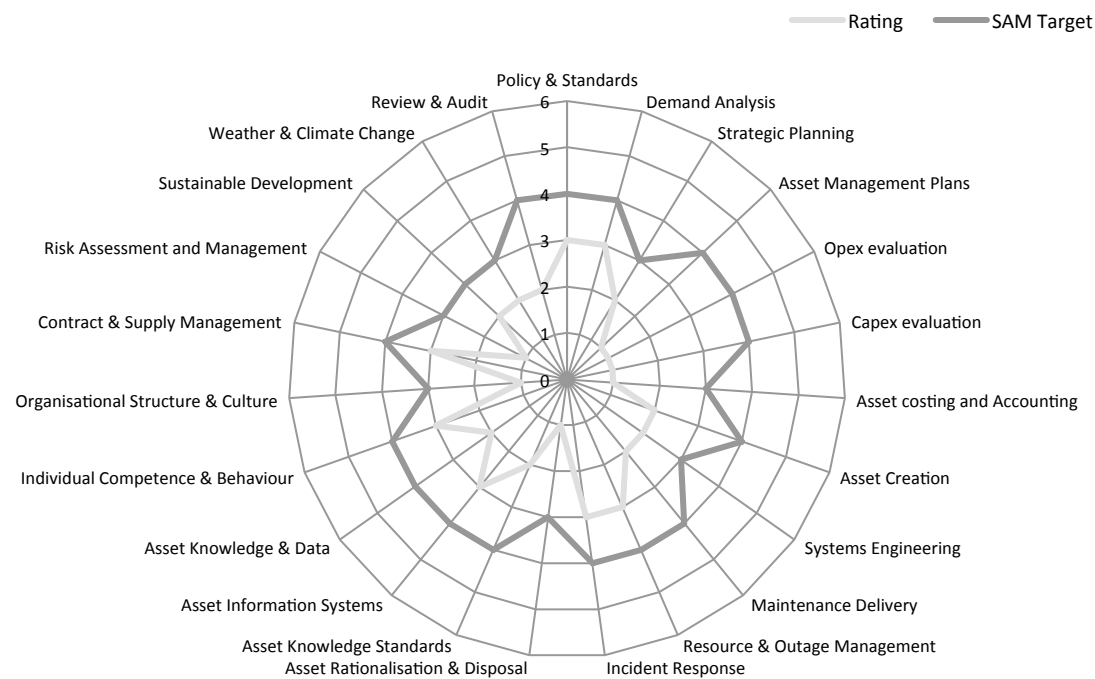 Rating SAM Target
Policy & Standards
Review & Audit
Demand Analysis
Weather & Climate Change
Strategic Planning
Sustainable Development
Asset Management Plans
Risk Assessment and Management
Opex evaluation
Contract & Supply Management
Capex evaluation
Organisational Structure & Culture
Asset costing and Accounting
Individual Competence & Behaviour
Asset Creation
Asset Knowledge & Data
Systems Engineering
Asset Information Systems
Maintenance Delivery
Asset Knowledge Standards
Resource & Outage Management
Asset Rationalisation & Disposal
Incident Response
6
5
4
3
2
1
0